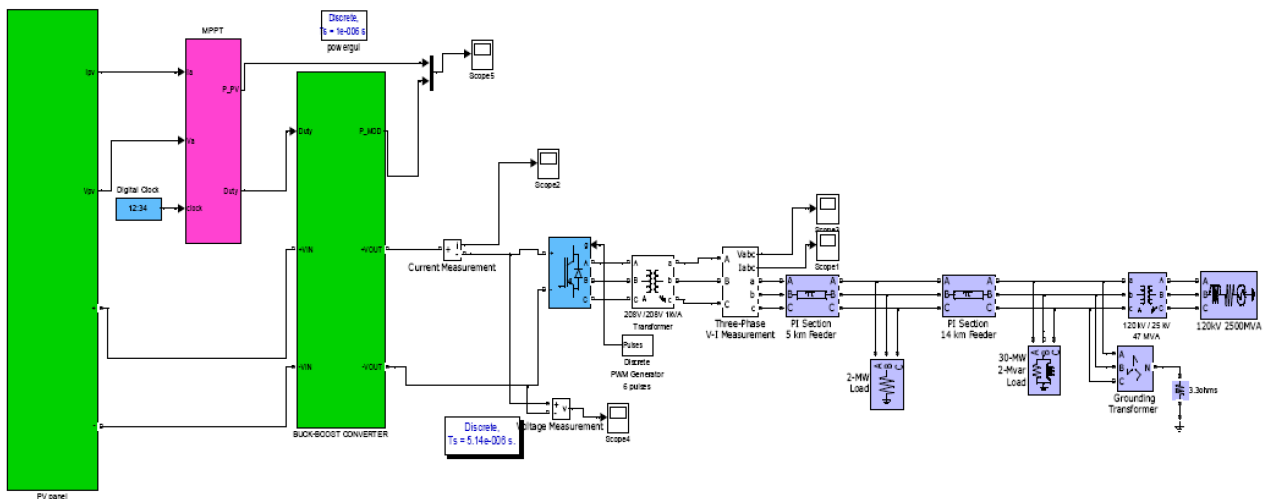 MPPT
Discrete,
Ts = 1e-006 s
powergui
Scope5
Ipv
Ia
P_PV
Duty
P_MOD
Vpv
Va
Digital Clock
12:34
clock
Duty
Scope2
+VIN
+VOUT
Current Measurement
+
i
-
g
+
-
A
B
C
A
B
C
a
b
c
208V/208V 1kVA
Transformer
A
B
C
Vabc
Iabc
a
b
c
Three-Phase
V-I Measurement
Scope3
Scope1
A
B
C
A
B
C
PI Section
5 km Feeder
A
B
C
A
B
C
PI Section
14 km Feeder
a
b
c
A
B
C
120 kV / 25 kV
47 MVA
A
B
C
120kV 2500MVA
Pulses
Discrete
PWM Generator
6 pulses
-VIN
-VOUT
BUCK-BOOST CONVERTER
A B C
2-MW
Load
A B C
30-MW
2-Mvar
Load
A
B
C
N
Grounding
Transformer
3.3ohms
Discrete,
Ts = 5.14e-006 s.
+
-
v
Voltage Measurement
Scope4
+
-
PV panel